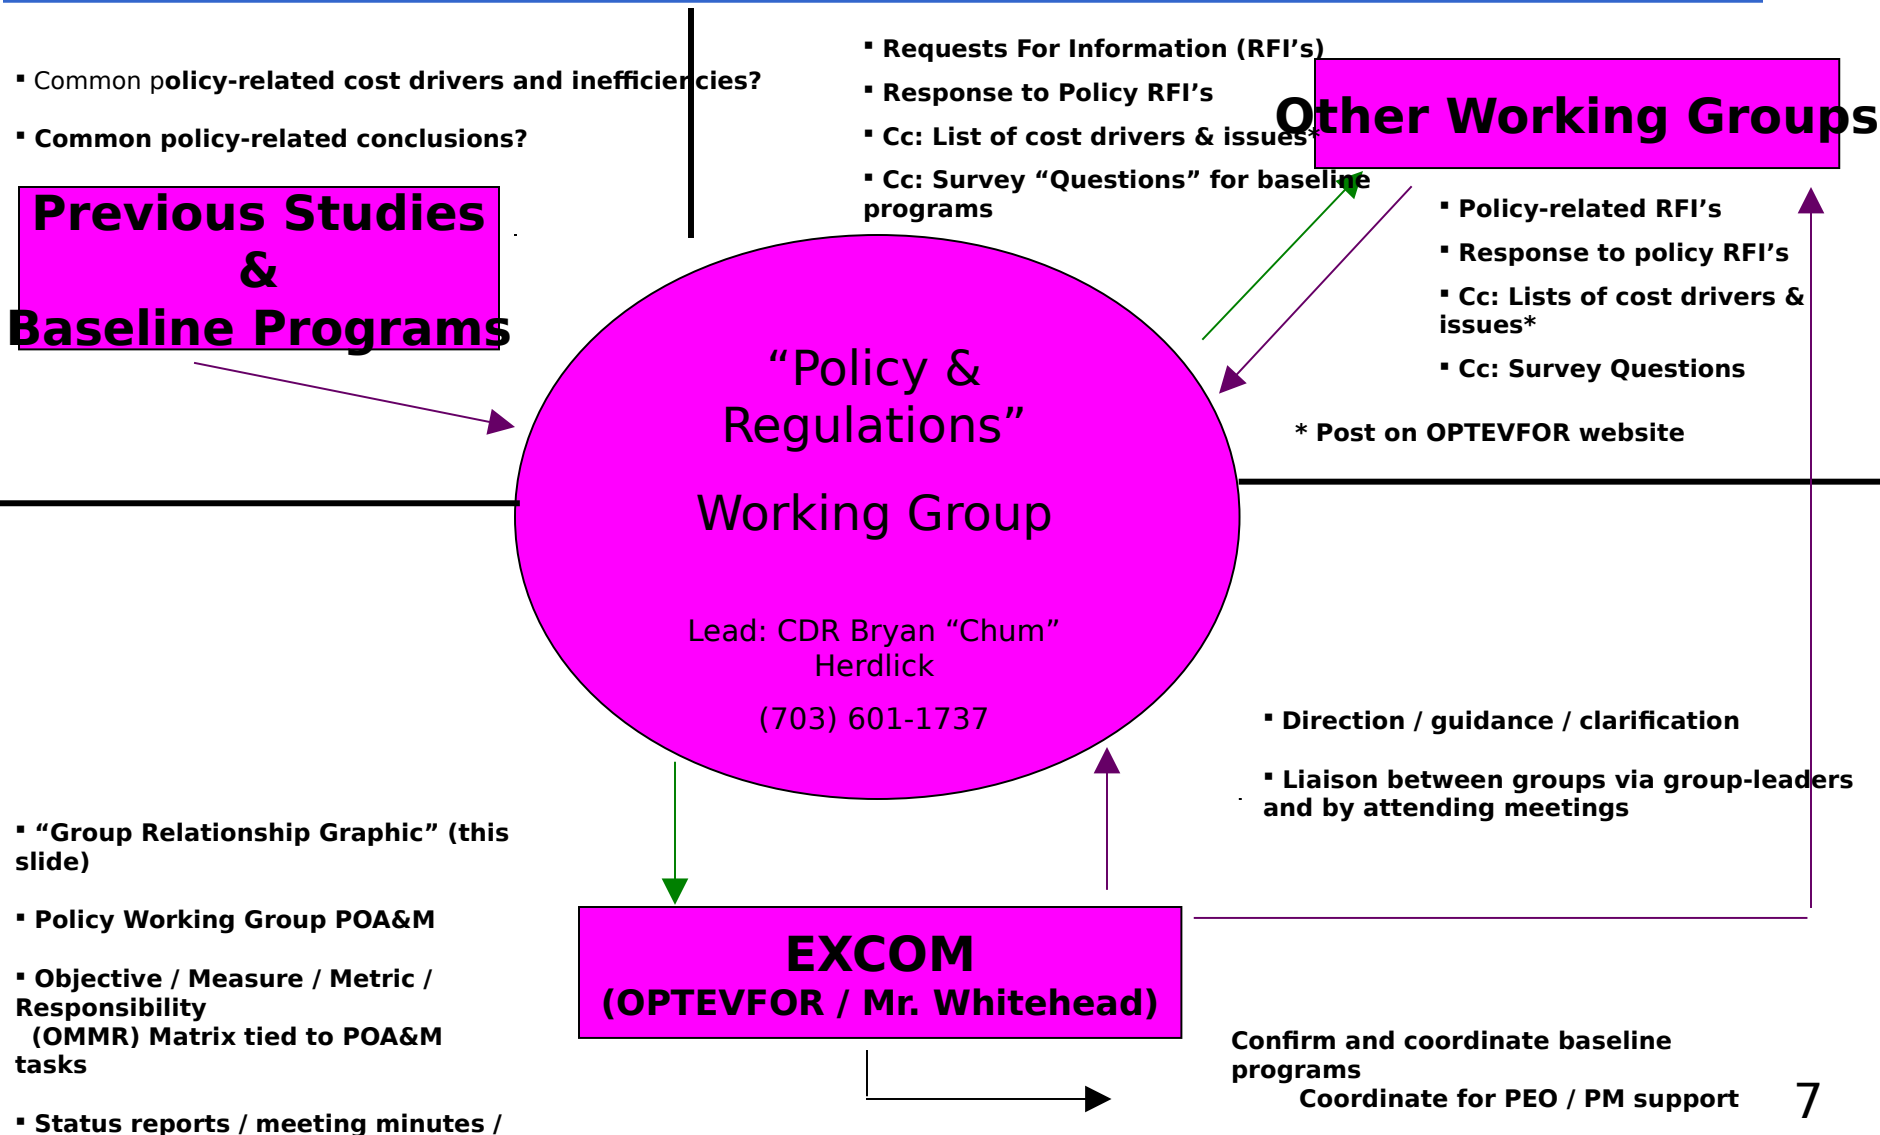 ▪ Common policy-related cost drivers and inefficiencies?
▪ Common policy-related conclusions?
Previous Studies
&
Baseline Programs
▪ Requests For Information (RFI’s)
▪ Response to Policy RFI’s
▪ Cc: List of cost drivers & issues*
▪ Cc: Survey “Questions” for baseline
programs
Other Working Groups
▪ Policy-related RFI’s
▪ Response to policy RFI’s
▪ Cc: Lists of cost drivers &
issues*
▪ Cc: Survey Questions
* Post on OPTEVFOR website
“Policy &
Regulations”
Working Group
Lead: CDR Bryan “Chum”
Herdlick
(703) 601-1737
▪ Direction / guidance / clarification
▪ Liaison between groups via group-leaders
and by attending meetings
▪ “Group Relationship Graphic” (this
slide)
▪ Policy Working Group POA&M
▪ Objective / Measure / Metric /
Responsibility
(OMMR) Matrix tied to POA&M
tasks
▪ Status reports / meeting minutes /
EXCOM
(OPTEVFOR / Mr. Whitehead)
Confirm and coordinate baseline
programs
Coordinate for PEO / PM support
7